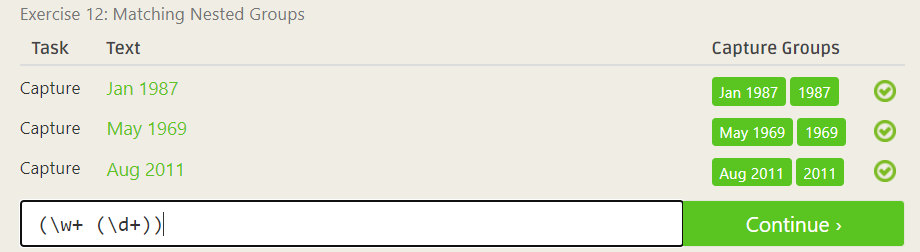 Exercise 12: Matching Nested Groups
Task Text Capture Groups
Capture Jan 1987 Jan 1987 1987
Capture May 1969 May 1969 1969
Capture Aug 2011 Aug 2011 2011
(\w+ (\d+)) Continue ›